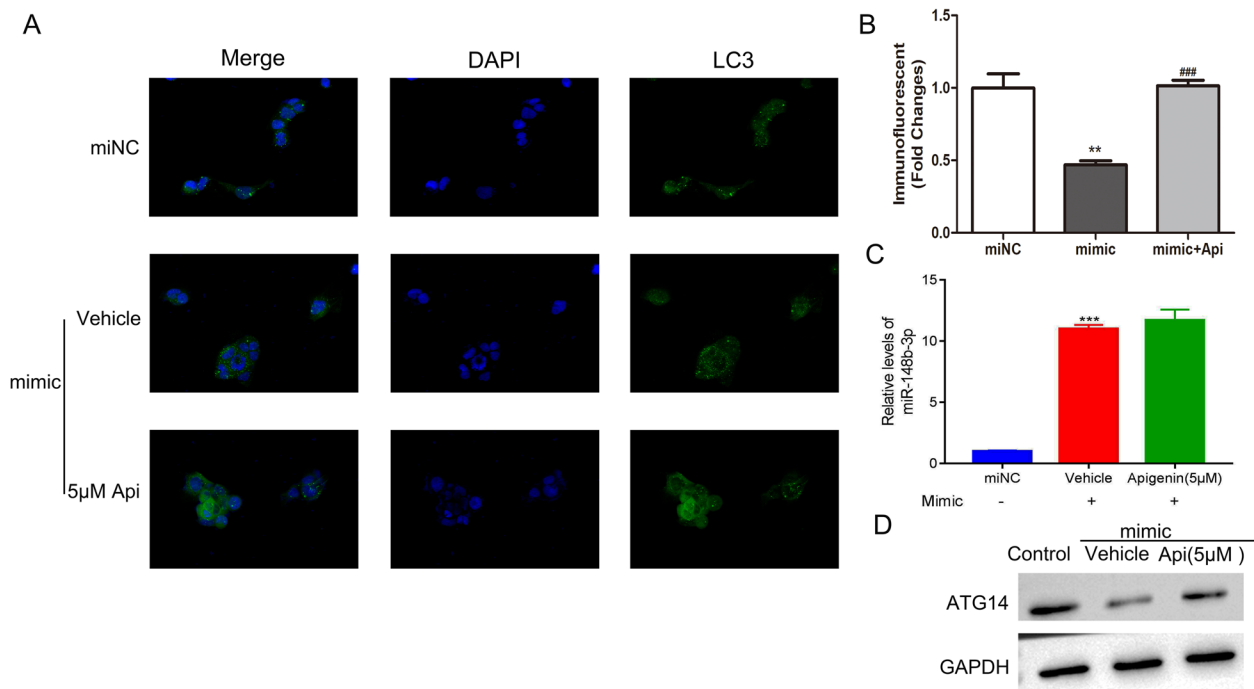 A
Merge DAPI LC3
miNC
Vehicle
mimic
5μM Api
B
Immunofluorescent
(Fold Changes)
1.5
1.0
0.5
0.0
**
###
miNC mimic mimic+Api
C
Relative levels of
miR-148b-3p
15
10
5
0
***
miNC Vehicle Apigenin(5μM)
Mimic - + +
D
mimic
Control Vehicle Api(5μM )
ATG14
GAPDH